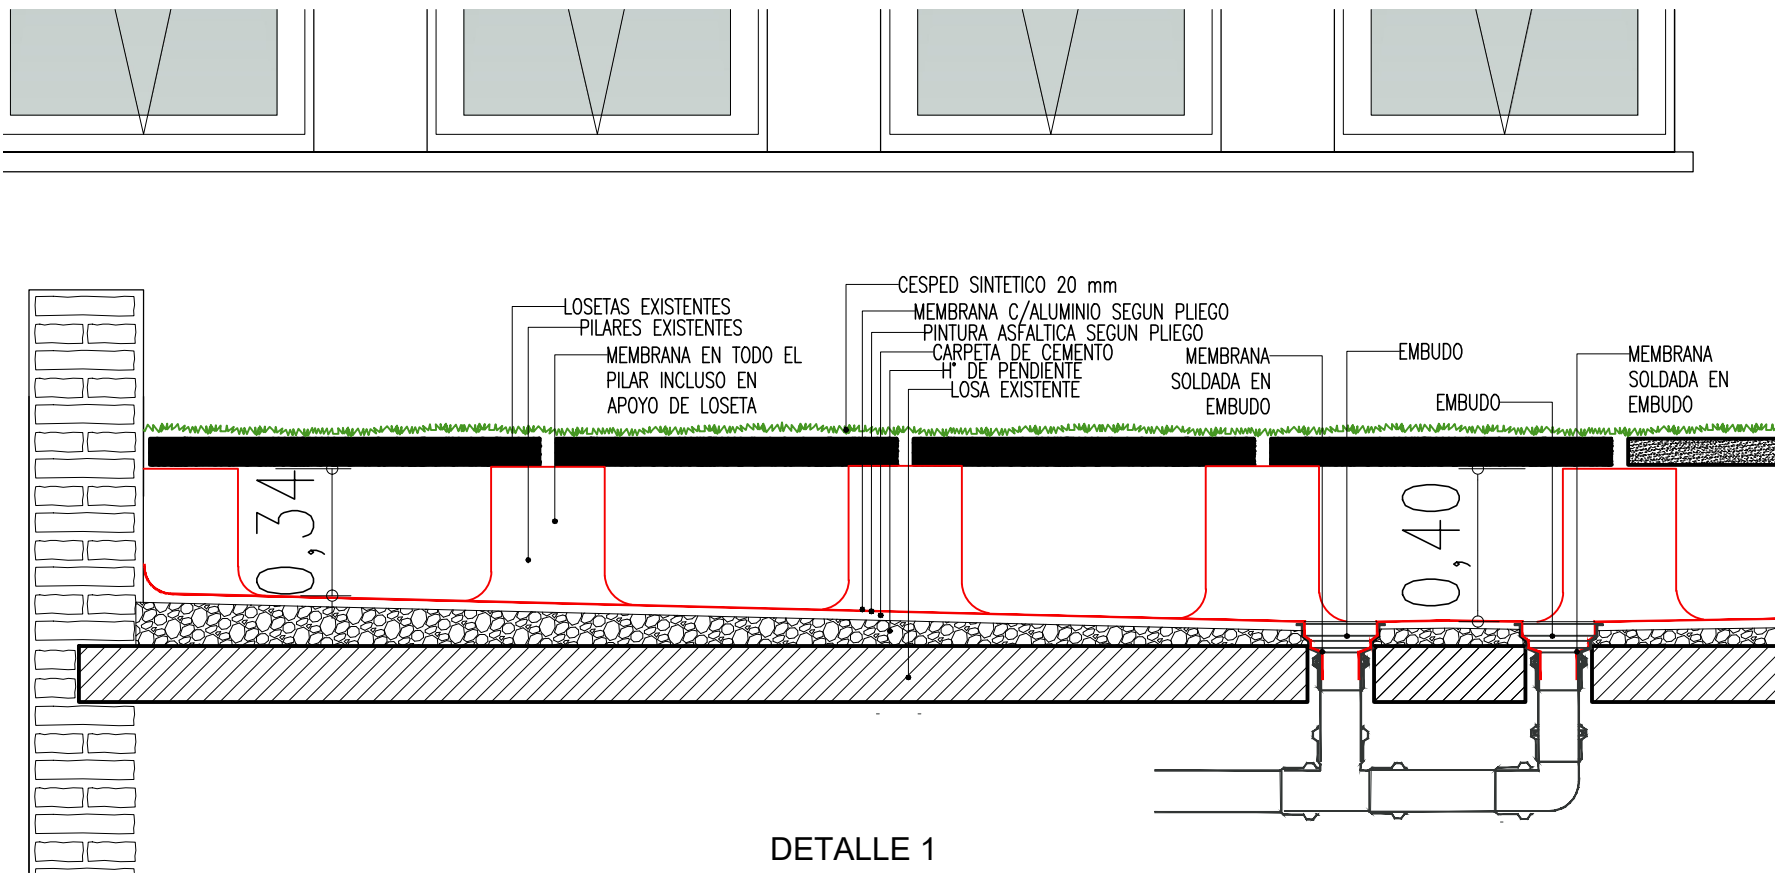 CESPED SINTETICO 20 mm
LOSETAS EXISTENTES
MEMBRANA C/ALUMINIO SEGUN PLIEGO
PILARES EXISTENTES
PINTURA ASFALTICA SEGUN PLIEGO
MEMBRANA EN TODO EL
PILAR INCLUSO EN
APOYO DE LOSETA
CARPETA DE CEMENTO
H° DE PENDIENTE
LOSA EXISTENTE
MEMBRANA
SOLDADA EN
EMBUDO
EMBUDO
EMBUDO
MEMBRANA
SOLDADA EN
EMBUDO
0,34
0,40
DETALLE 1